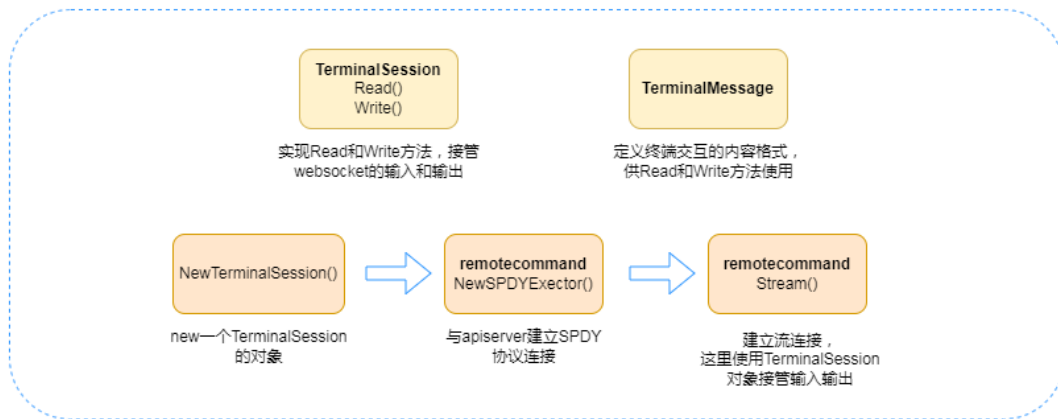 TerminalSession
Read()
Write()
TerminalMessage
实现Read和Write方法，接管
websocket的输入和输出
定义终端交互的内容格式，
供Read和Write方法使用
NewTerminalSession()
remotecommand
NewSPDYExector()
remotecommand
Stream()
new一个TerminalSession
的对象
与apiserver建立SPDY
协议连接
建立流连接，
这里使用TerminalSession
对象接管输入输出